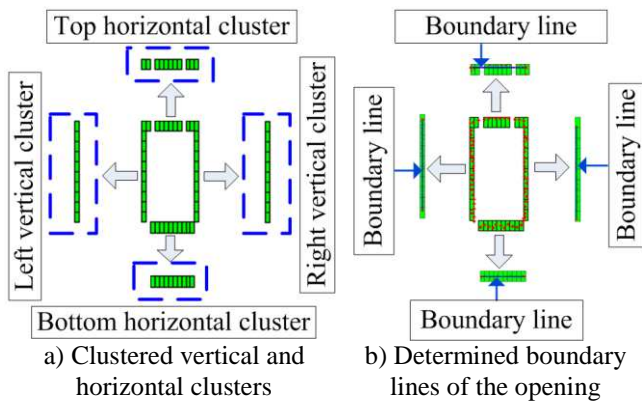 Top horizontal cluster
Left vertical cluster
Right vertical cluster
Bottom horizontal cluster
a) Clustered vertical and
horizontal clusters
Boundary line
Boundary line
Boundary line
Boundary line
b) Determined boundary
lines of the opening